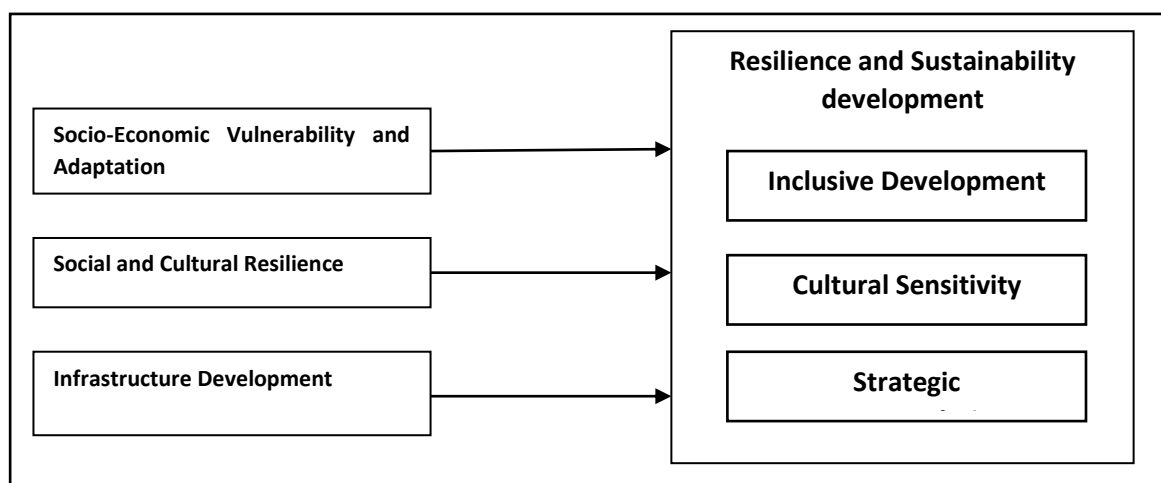 Resilience and Sustainability
development
Socio-Economic Vulnerability and
Adaptation
Inclusive Development
Social and Cultural Resilience
Cultural Sensitivity
Infrastructure Development
Strategic